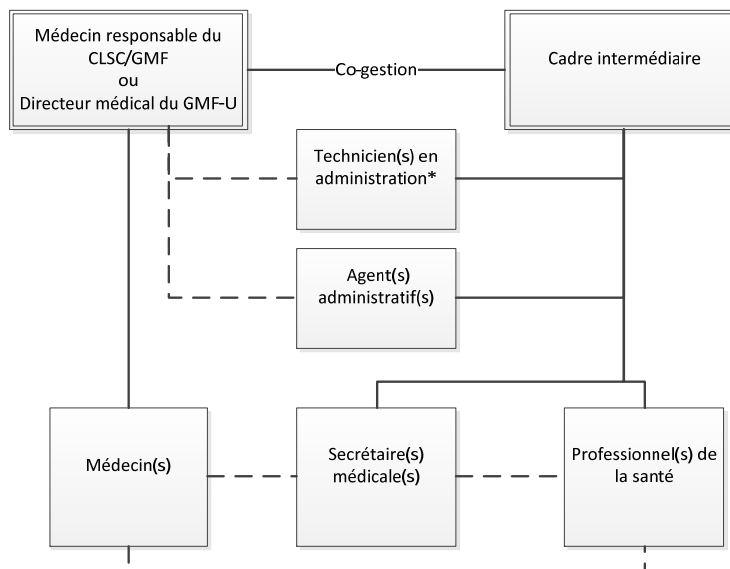 Médecin responsable du
CLSC/GMF
ou
Directeur médical du GMF-U
Co-gestion
Cadre intermédiaire
Technicien(s) en
administration*
Agent(s)
administratif(s)
Médecin(s)
Secrétaire(s)
médicale(s)
Professionnel(s) de
la santé